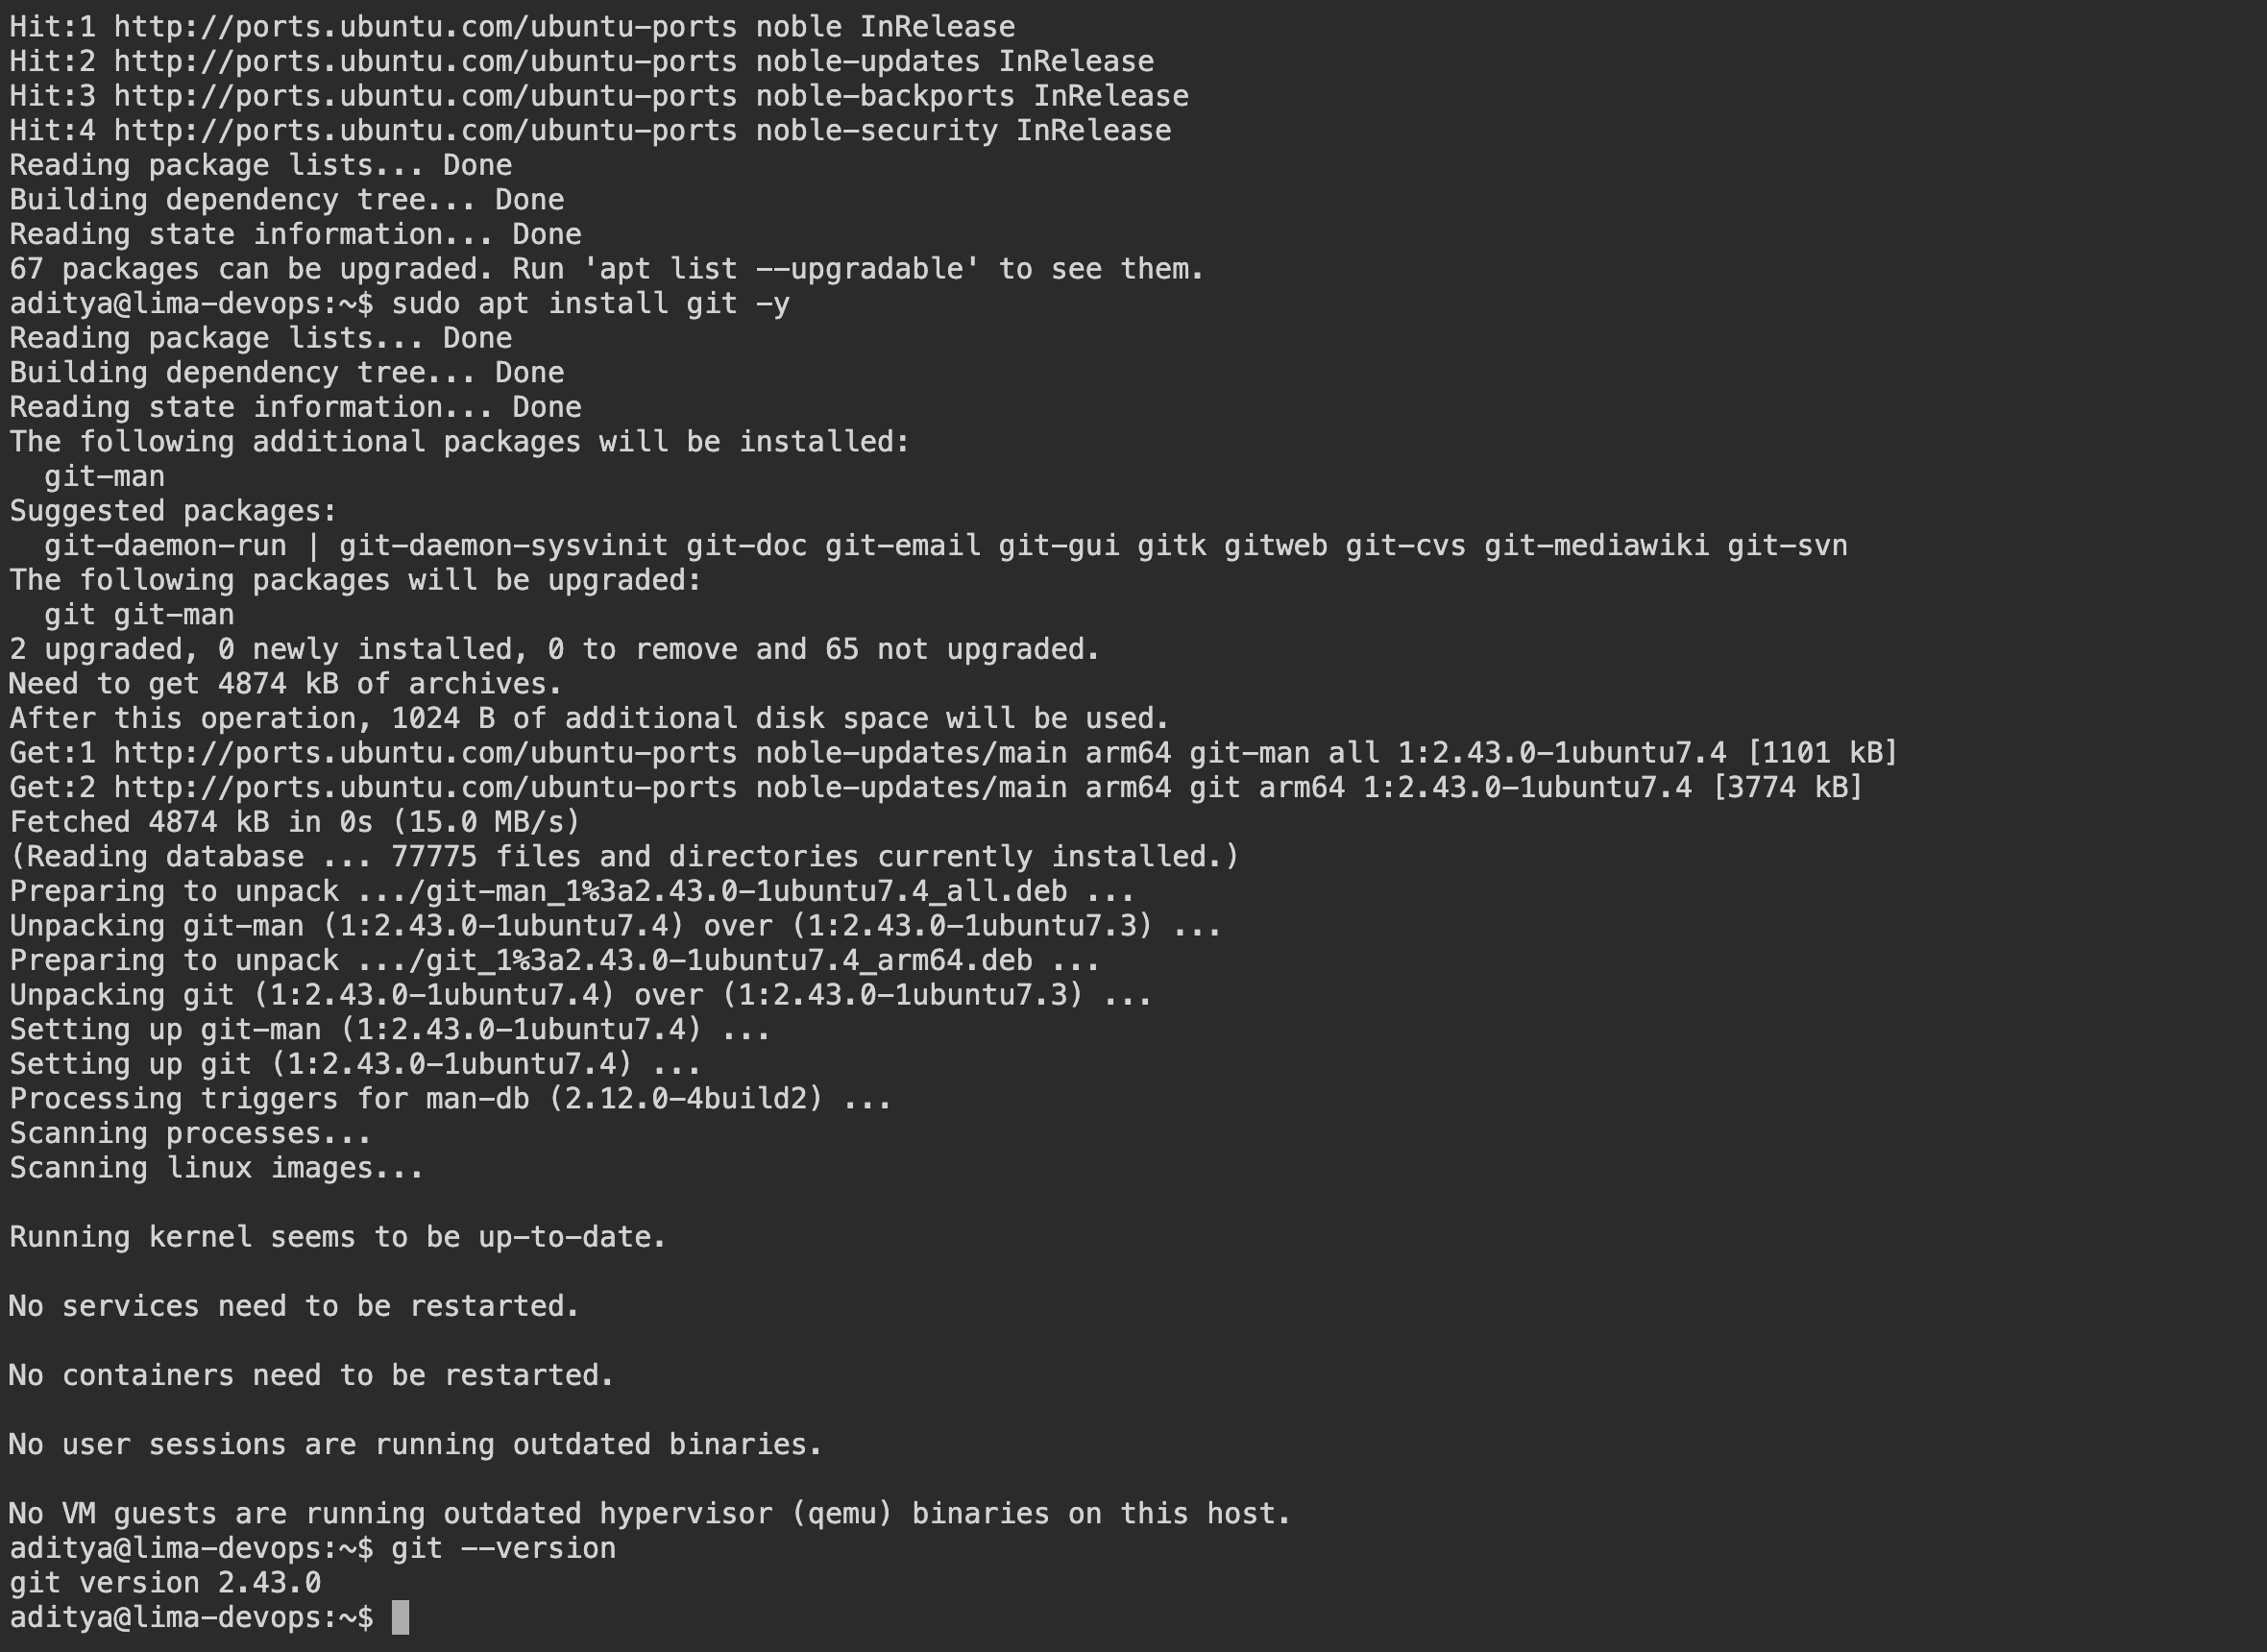 Hit:1 http://ports.ubuntu.com/ubuntu-ports noble InRelease
Hit:2 http://ports.ubuntu.com/ubuntu-ports noble-updates InRelease
Hit:3 http://ports.ubuntu.com/ubuntu-ports noble-backports InRelease
Hit:4 http://ports.ubuntu.com/ubuntu-ports noble-security InRelease
Reading package lists... Done
Building dependency tree... Done
Reading state information... Done
67 packages can be upgraded. Run 'apt list --upgradable' to see them.
aditya@lima-devops:~$ sudo apt install git -y
Reading package lists... Done
Building dependency tree... Done
Reading state information... Done
The following additional packages will be installed:
  git-man
Suggested packages:
  git-daemon-run | git-daemon-sysvinit git-doc git-email git-gui gitk gitweb git-cvs git-mediawiki git-svn
The following packages will be upgraded:
  git git-man
2 upgraded, 0 newly installed, 0 to remove and 65 not upgraded.
Need to get 4874 kB of archives.
After this operation, 1024 B of additional disk space will be used.
Get:1 http://ports.ubuntu.com/ubuntu-ports noble-updates/main arm64 git-man all 1:2.43.0-1ubuntu7.4 [1101 kB]
Get:2 http://ports.ubuntu.com/ubuntu-ports noble-updates/main arm64 git arm64 1:2.43.0-1ubuntu7.4 [3774 kB]
Fetched 4874 kB in 0s (15.0 MB/s)
(Reading database ... 77775 files and directories currently installed.)
Preparing to unpack .../git-man_1%3a2.43.0-1ubuntu7.4_all.deb ...
Unpacking git-man (1:2.43.0-1ubuntu7.4) over (1:2.43.0-1ubuntu7.3) ...
Preparing to unpack .../git_1%3a2.43.0-1ubuntu7.4_arm64.deb ...
Unpacking git (1:2.43.0-1ubuntu7.4) over (1:2.43.0-1ubuntu7.3) ...
Setting up git-man (1:2.43.0-1ubuntu7.4) ...
Setting up git (1:2.43.0-1ubuntu7.4) ...
Processing triggers for man-db (2.12.0-4build2) ...
Scanning processes...
Scanning linux images...

Running kernel seems to be up-to-date.

No services need to be restarted.

No containers need to be restarted.

No user sessions are running outdated binaries.

No VM guests are running outdated hypervisor (qemu) binaries on this host.
aditya@lima-devops:~$ git --version
git version 2.43.0
aditya@lima-devops:~$